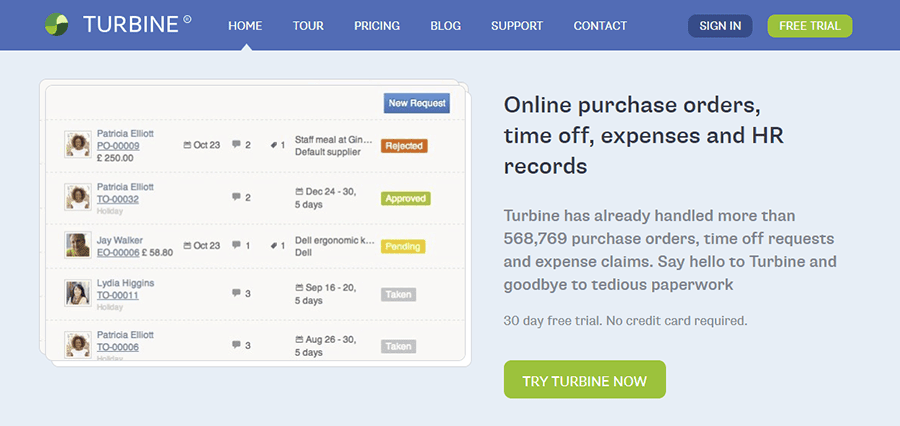 TURBINE ®
HOME TOUR PRICING BLOG SUPPORT CONTACT SIGN IN FREE TRIAL
New Request
Patricia Elliott
PO-00009
£ 250.00
Oct 23
2
1
Staff meal at Gin...
Default supplier
Rejected
Patricia Elliott
TO-00032
Holiday
2
Dec 24 - 30,
5 days
Approved
Jay Walker
EO-00006 £ 58.80
Oct 23
1
1
Dell ergonomic k...
Dell
Pending
Lydia Higgins
TO-00011
Holiday
3
Sep 16 - 20,
5 days
Taken
Patricia Elliott
TO-00006
Holiday
3
Aug 26 - 30,
5 days
Taken
Online purchase orders,
time off, expenses and HR
records
Turbine has already handled more than
568,769 purchase orders, time off requests
and expense claims. Say hello to Turbine and
goodbye to tedious paperwork
30 day free trial. No credit card required.
TRY TURBINE NOW